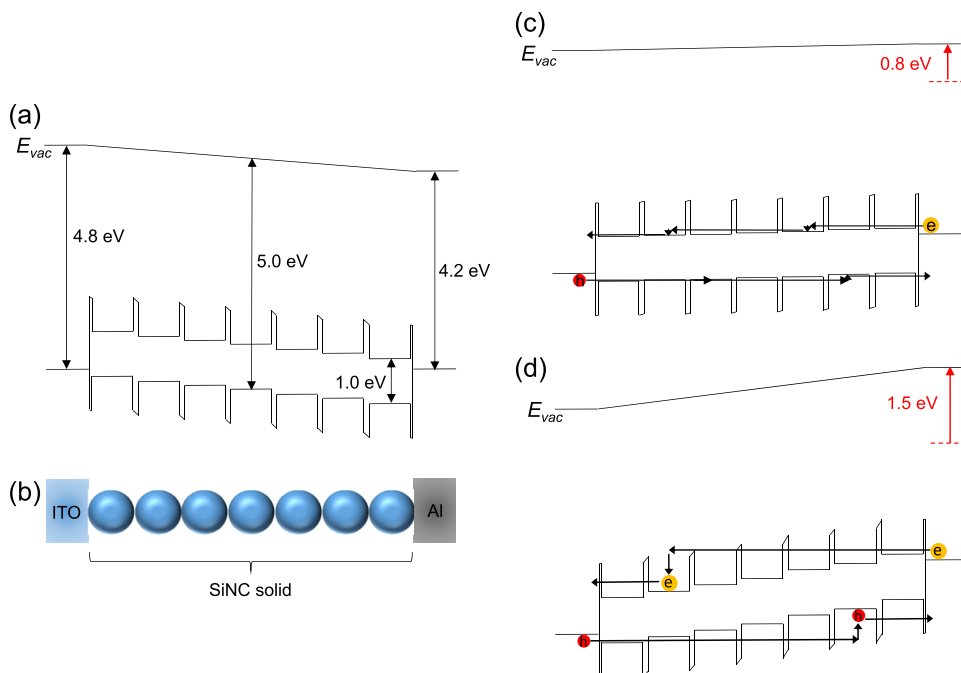 (a)
E_vac
4.8 eV
5.0 eV
4.2 eV
1.0 eV
(b)
ITO
Al
SiNC solid
(c)
E_vac
0.8 eV
e
h
(d)
E_vac
1.5 eV
e
e
h
h